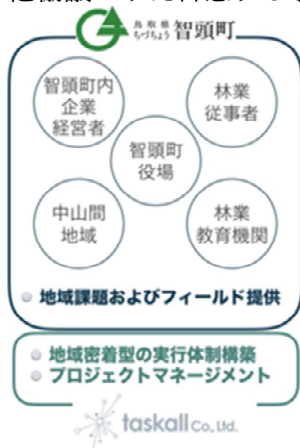 鳥取県
ちづちょう
智頭町
智頭町内
企業
経営者
林業
従事者
智頭町
役場
中山間
地域
林業
教育機関
地域課題およびフィールド提供
地域密着型の実行体制構築
プロジェクトマネージメント
taskall Co., Ltd.